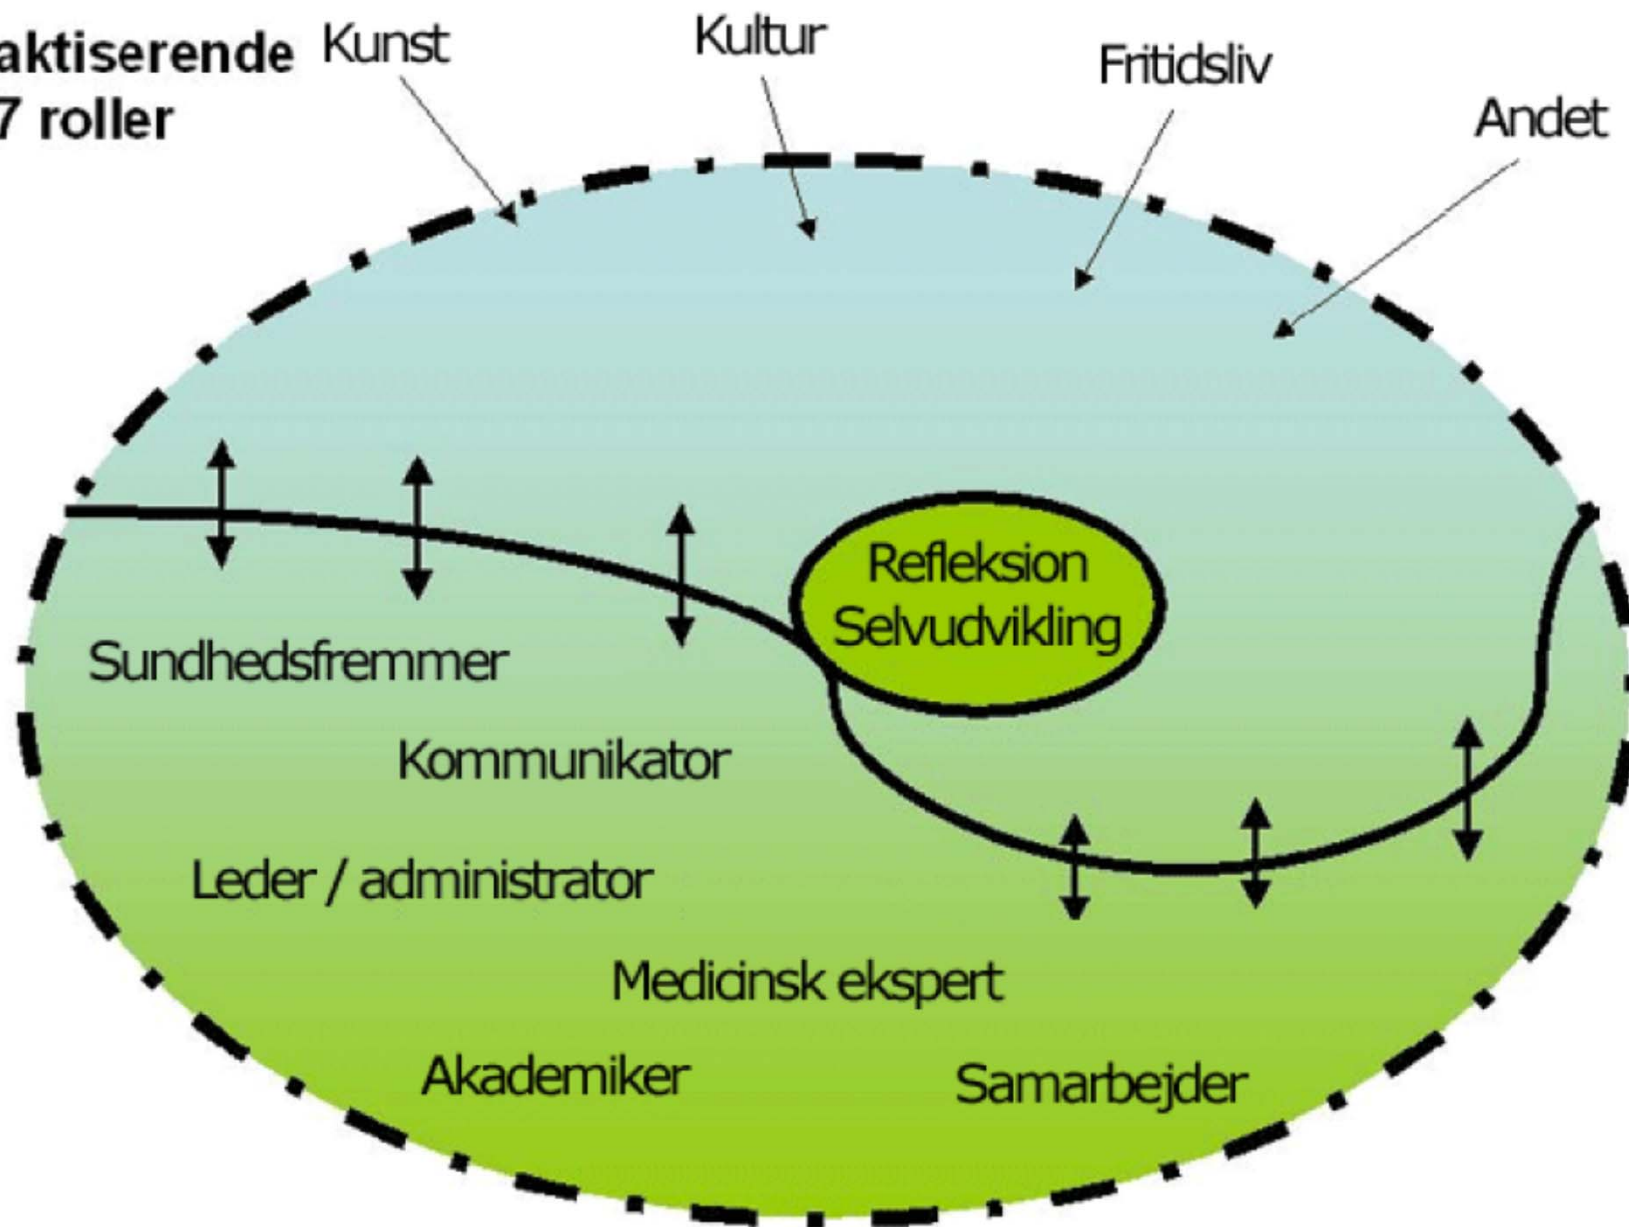 aktiserende
7 roller
Kunst
Kultur
Fritidsliv
Andet
Refleksion
Selvudvikling
Sundhedsfremmer
Kommunikator
Leder / administrator
Medicinsk ekspert
Akademiker
Samarbejder